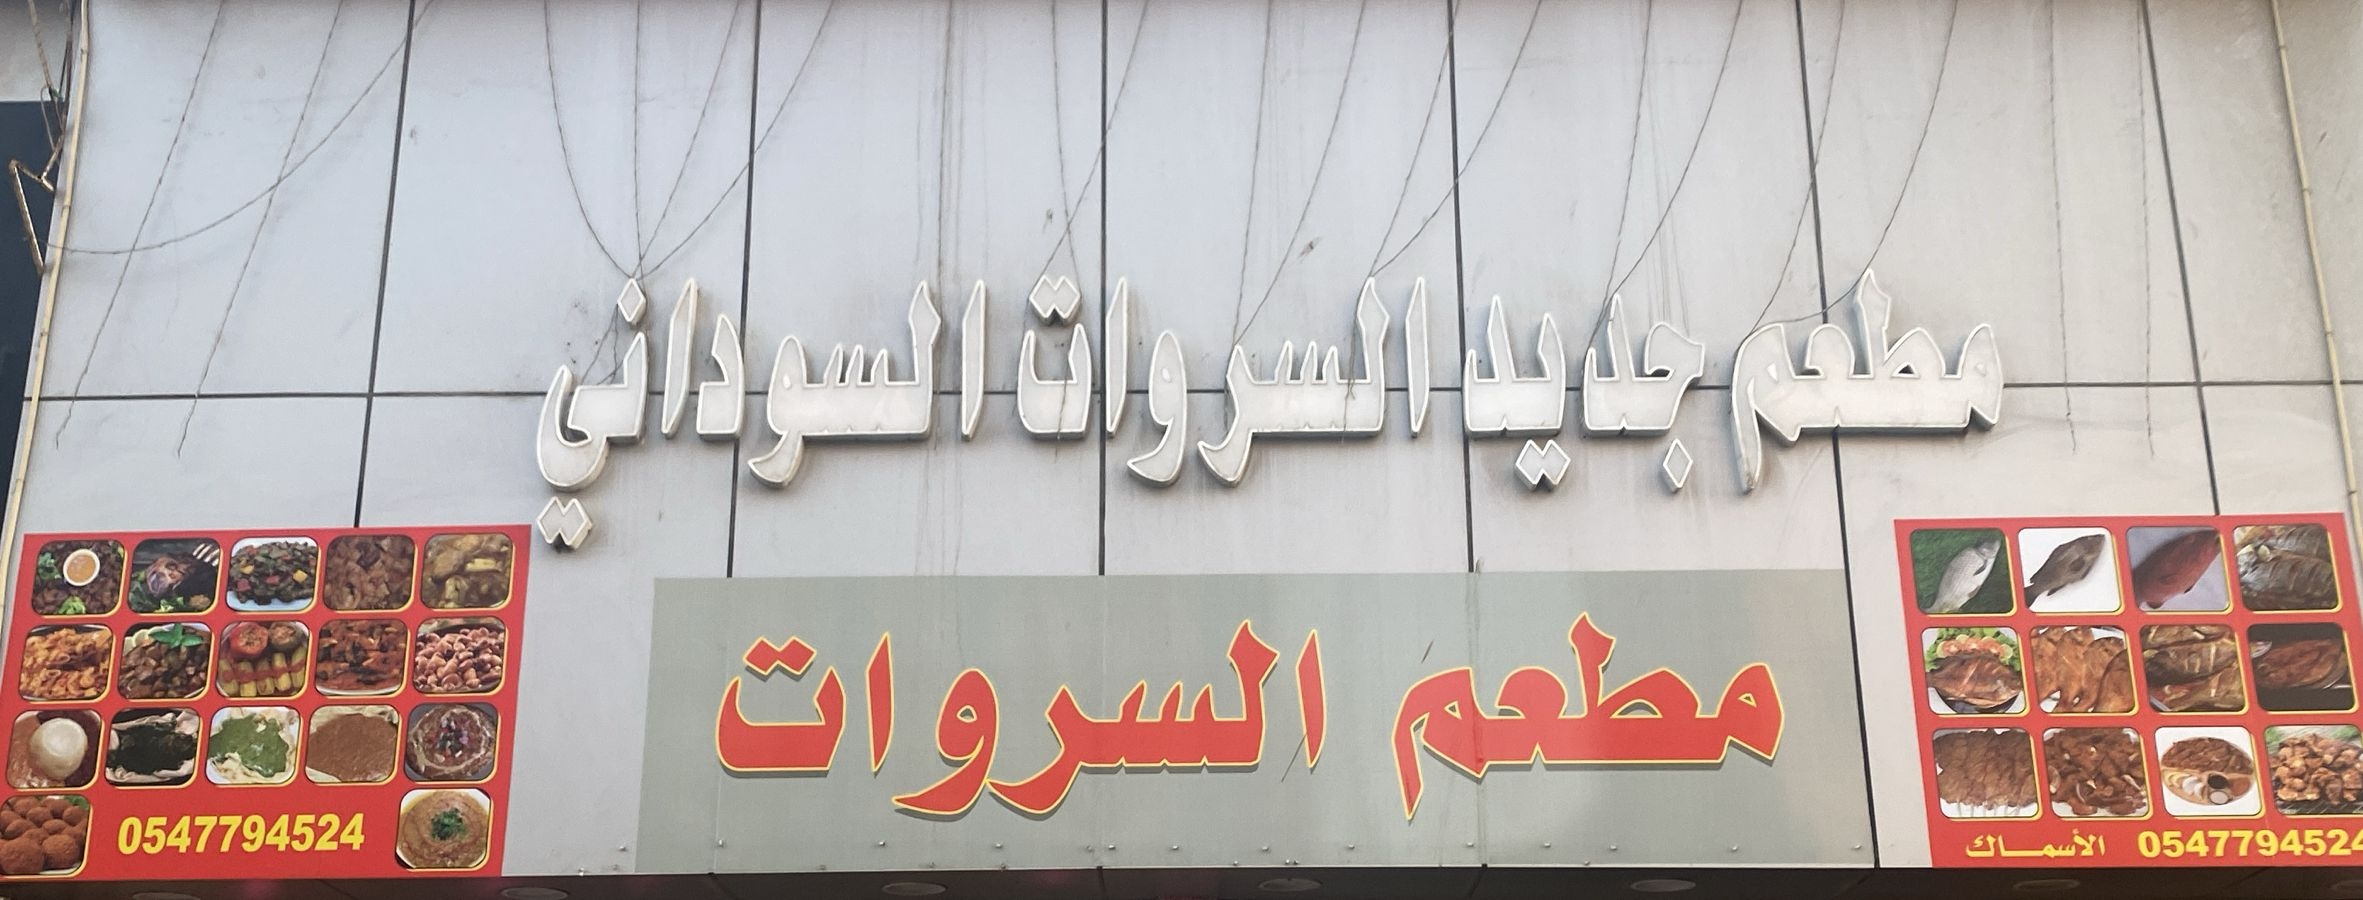 مطعم جديد السروات السوداني
مطعم السروات
0547794524
الأسماك 0547794524